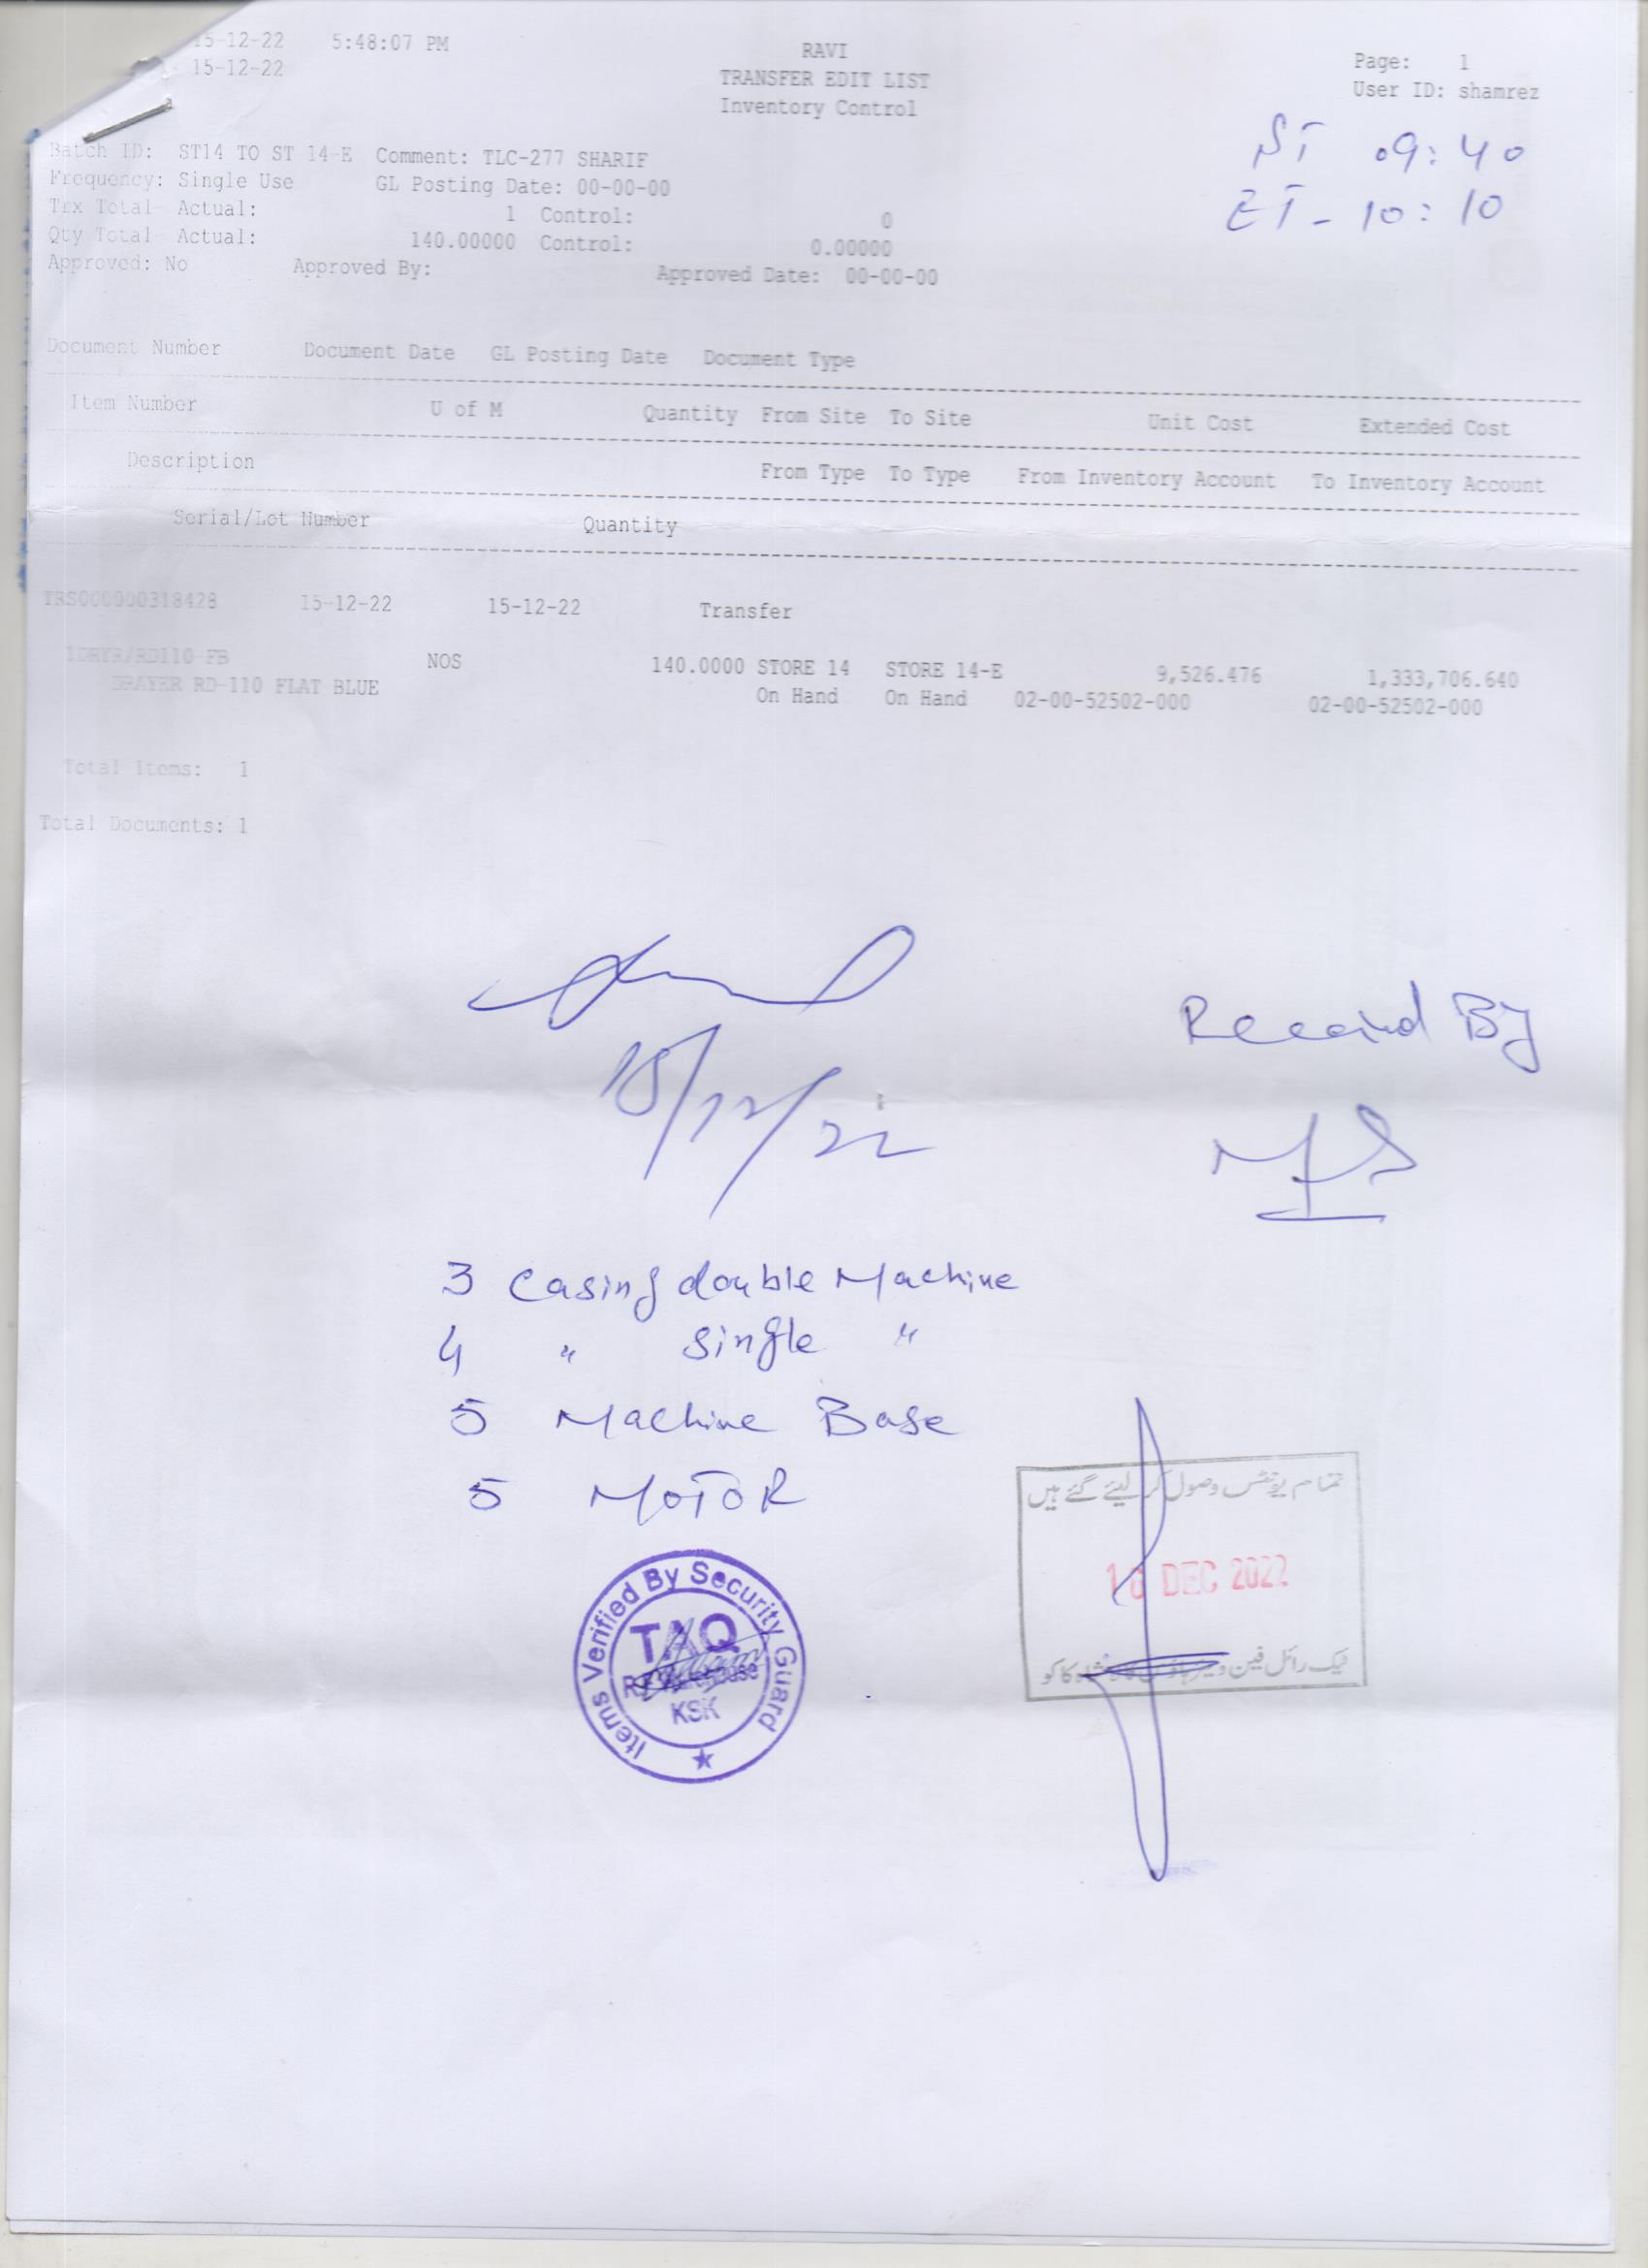 15-12-22 5:48:07 PM
15-12-22
RAVI
TRANSFER EDIT LIST
Inventory Control
Page: 1
User ID: shamrez
ST 09:40
ET - 10:10
Batch ID: ST14 TO ST 14-E Comment: TLC-277 SHARIF
Frequency: Single Use GL Posting Date: 00-00-00
Trx Total Actual: 1 Control: 0
Qty Total Actual: 140.00000 Control: 0.00000
Approved: No Approved By: Approved Date: 00-00-00
Document Number Document Date GL Posting Date Document Type
Item Number U of M Quantity From Site To Site Unit Cost Extended Cost
Description From Type To Type From Inventory Account To Inventory Account
Serial/Lot Number Quantity
TRS000000318428 15-12-22 15-12-22 Transfer
1DRYR/RD110-FB NOS 140.0000 STORE 14 STORE 14-E 9,526.476 1,333,706.640
DRAYER RD-110 FLAT BLUE On Hand On Hand 02-00-52502-000 02-00-52502-000
Total Items: 1
Total Documents: 1
Received By
3 Casing double Machine
4 " Single "
5 Machine Base
5 MOTOR
تمام یونٹس وصول کر لیئے گئے ہیں
16 DEC 2022
ٹیک رائل فین
Items Verified By Security Guard
TAQ
R.F Warehouse
KSK